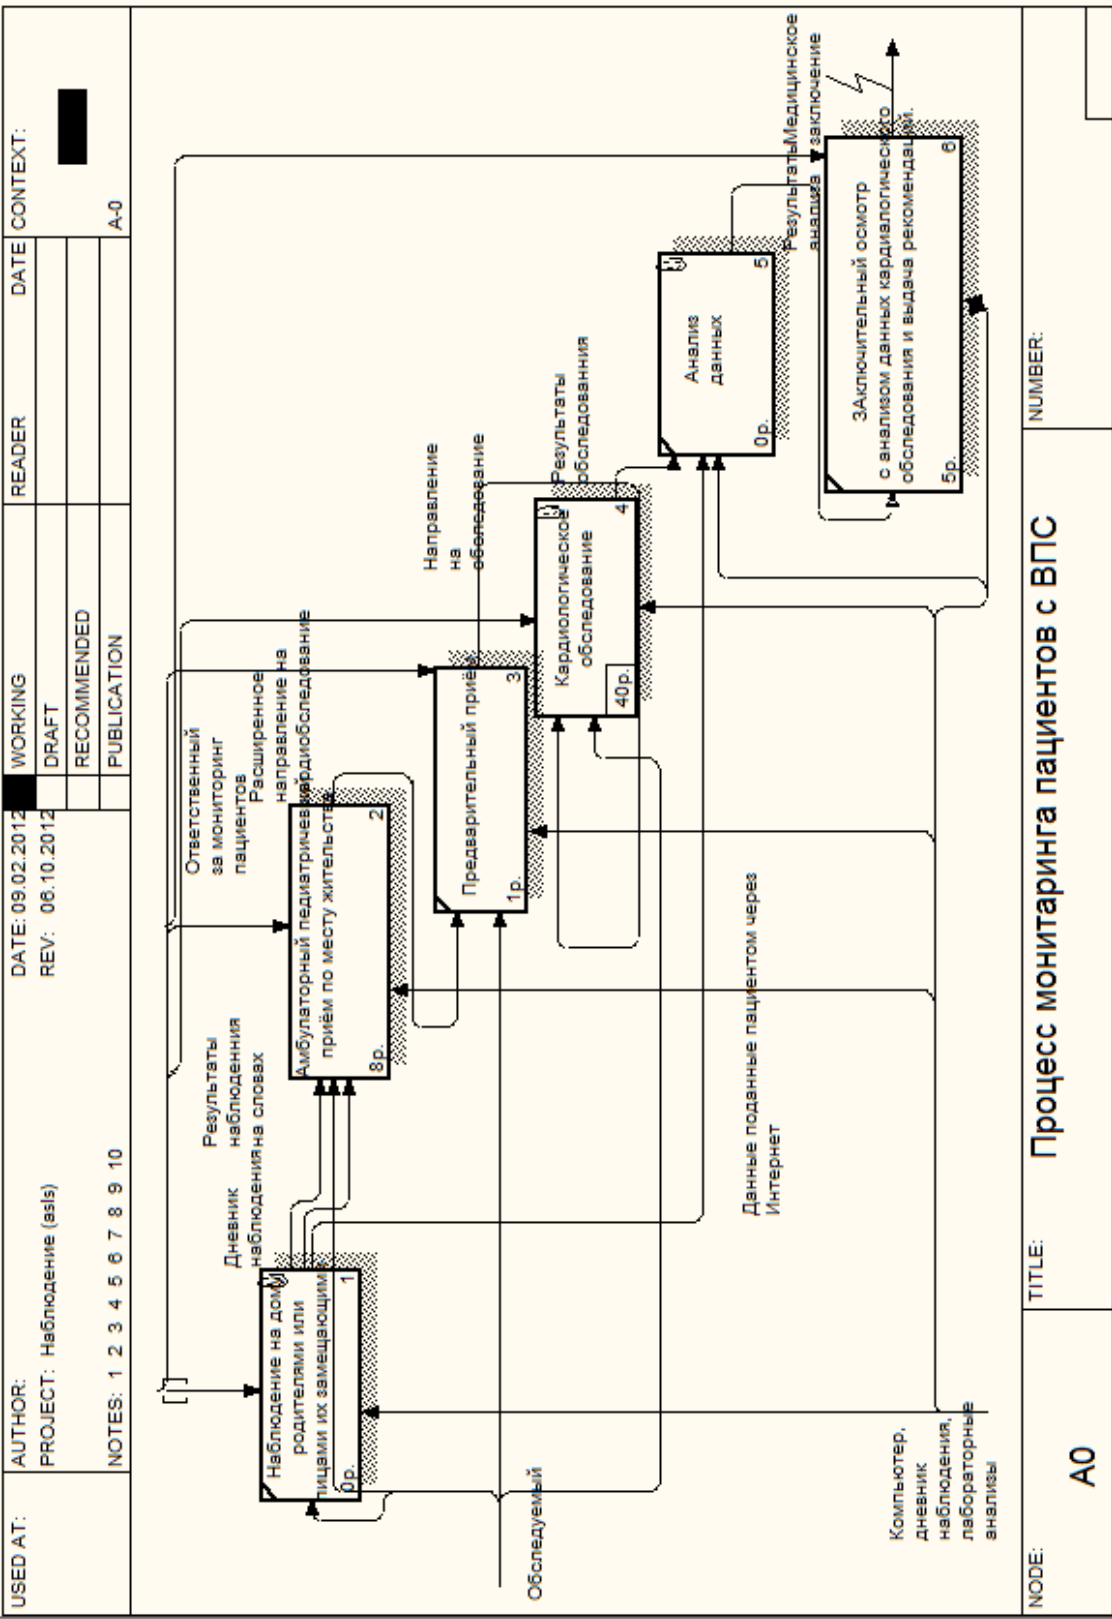 USED AT:
AUTHOR:
DATE: 09.02.2012
PROJECT: Наблюдение (asIs)
REV: 06.10.2012
NOTES: 1 2 3 4 5 6 7 8 9 10
WORKING
DRAFT
RECOMMENDED
PUBLICATION
READER
DATE
CONTEXT:
A-0
Ответственный
за мониторинг
пациентов
Результаты
наблюдения
на словах
Дневник
наблюдения
Наблюдение на дому
родителями или
лицами их замещающими
0р.
1
Расширенное
направление на
кардиобследование
Амбулаторный педиатрический
приём по месту жительства
8р.
2
Направление
на
обследование
Предварительный приём
1р.
3
Результаты
обследованния
Кардиологическое
обследование
40р.
4
Анализ
данных
0р.
5
Результаты
анализа
Медицинское
заключение
ЗАключительный осмотр
с анализом данных кардиалогического
обследования и выдача рекомендаций.
5р.
6
Данные поданные пациентом через
Интернет
Обследуемый
Компьютер,
дневник
наблюдения,
лабораторные
анализы
NODE:
A0
TITLE:
Процесс монитаринга пациентов с ВПС
NUMBER: